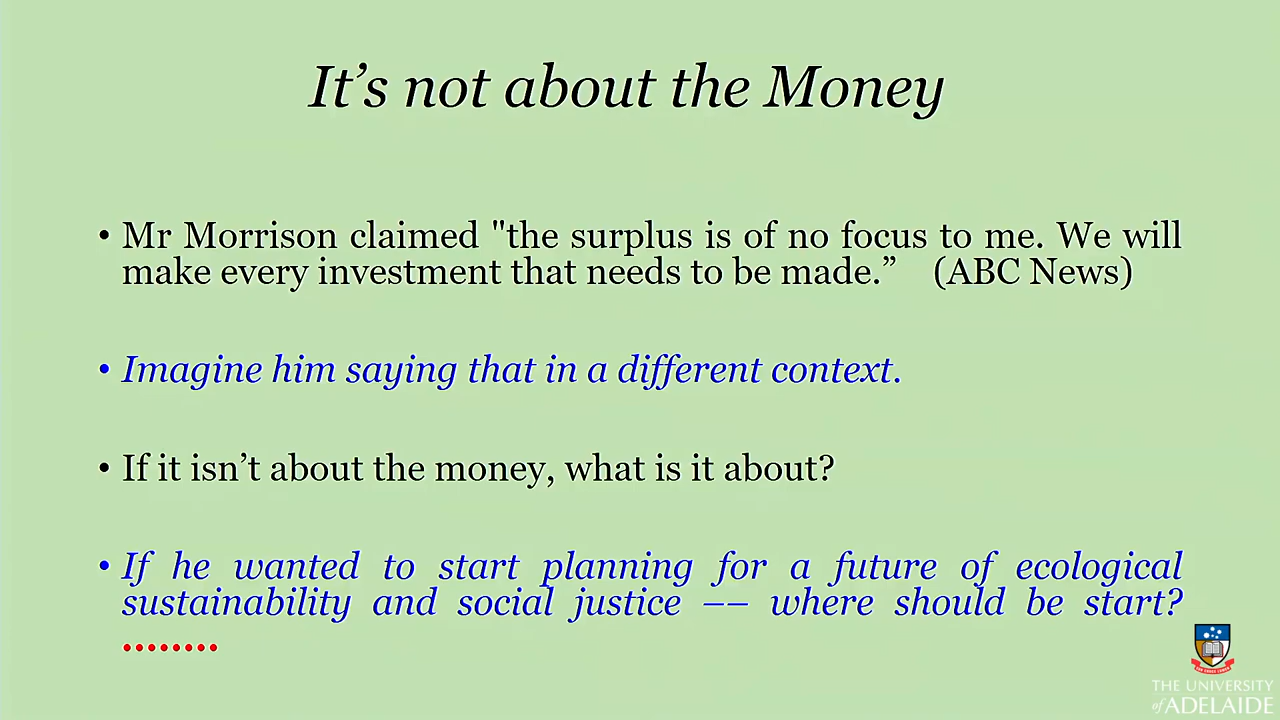 It’s not about the Money
• Mr Morrison claimed "the surplus is of no focus to me. We will
make every investment that needs to be made.” (ABC News)
• Imagine him saying that in a different context.
• If it isn’t about the money, what is it about?
• If he wanted to start planning for a future of ecological
sustainability and social justice –– where should be start?
••••••••
THE UNIVERSITY
of ADELAIDE